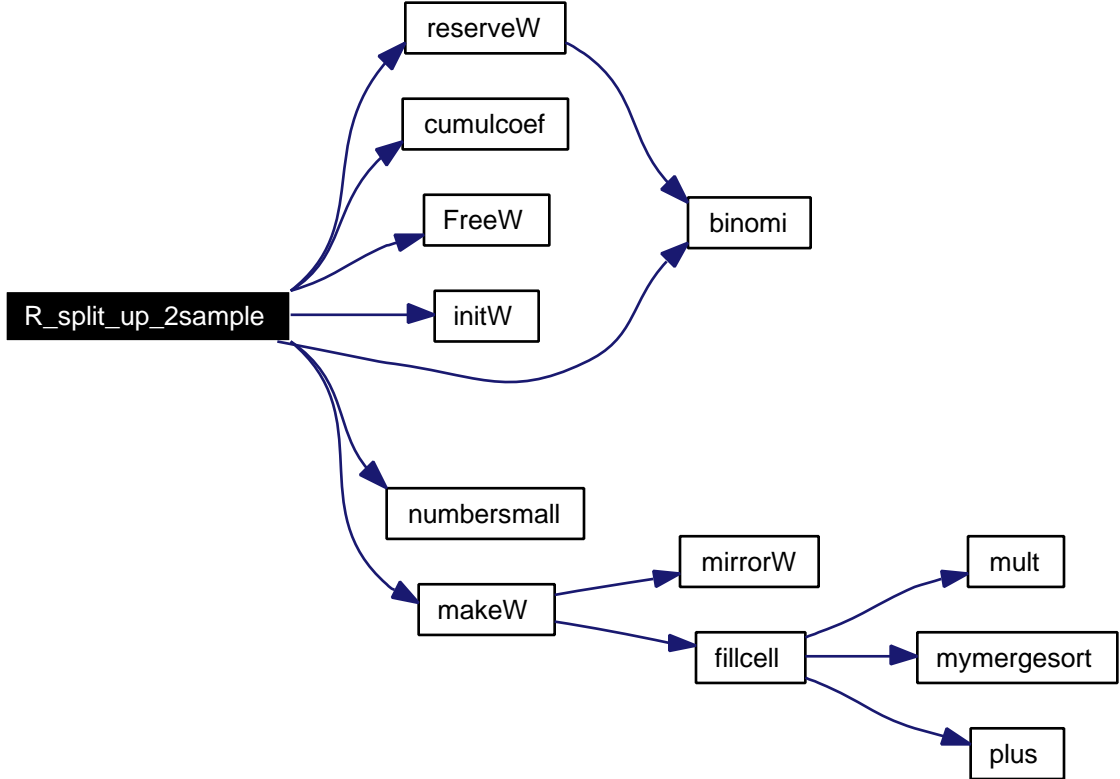 reserveW
cumulcoef
FreeW
binomi
R_split_up_2sample
initW
numbersmall
mirrorW
mult
makeW
fillcell
mymergesort
plus